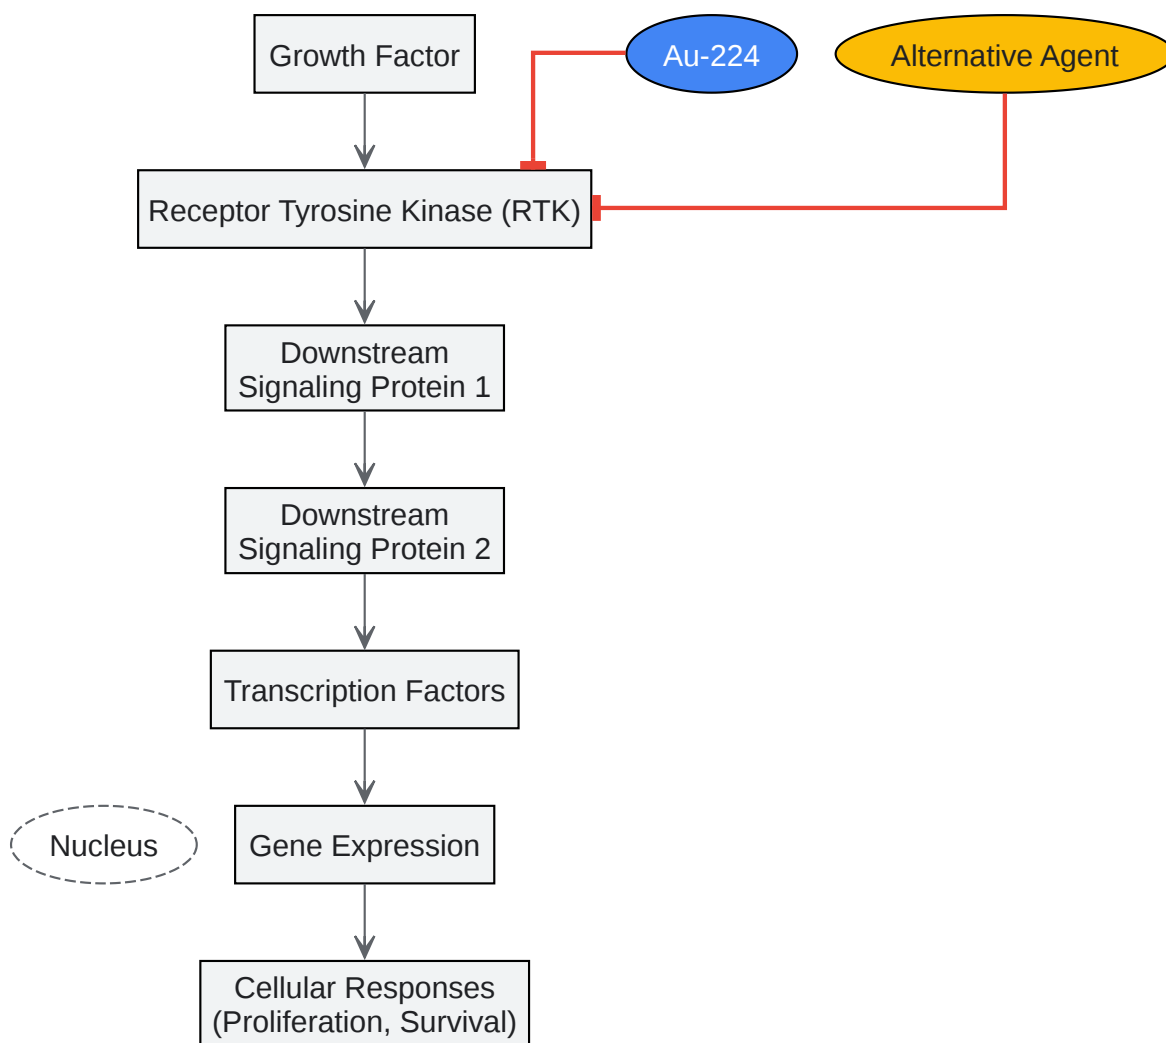 Growth Factor
Au-224
Alternative Agent
Receptor Tyrosine Kinase (RTK)
Downstream
Signaling Protein 1
Downstream
Signaling Protein 2
Transcription Factors
Nucleus
Gene Expression
Cellular Responses
(Proliferation, Survival)